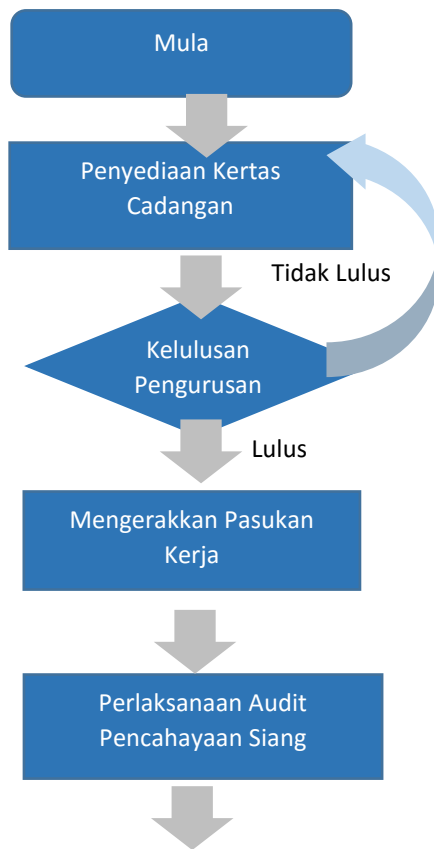 Mula
Penyediaan Kertas
Cadangan
Tidak Lulus
Kelulusan
Pengurusan
Lulus
Mengerakkan Pasukan
Kerja
Perlaksanaan Audit
Pencahayaan Siang